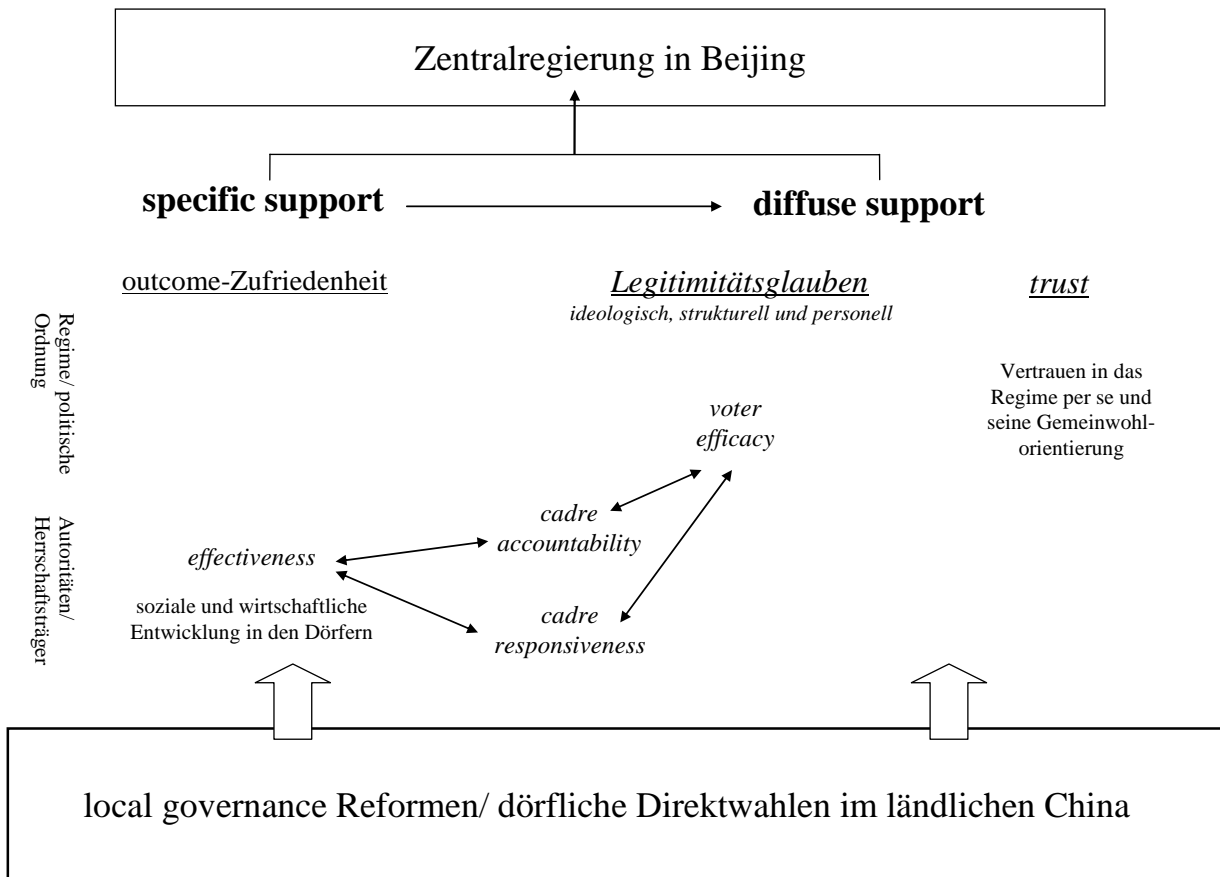 Zentralregierung in Beijing
specific support
diffuse support
outcome-Zufriedenheit
Legitimitätsglauben
ideologisch, strukturell und personell
trust
Regime/ politische
Ordnung
Vertrauen in das
Regime per se und
seine Gemeinwohl-
orientierung
voter
efficacy
Autoritäten/
Herrschaftsträger
cadre
accountability
effectiveness
soziale und wirtschaftliche
Entwicklung in den Dörfern
cadre
responsiveness
local governance Reformen/ dörfliche Direktwahlen im ländlichen China